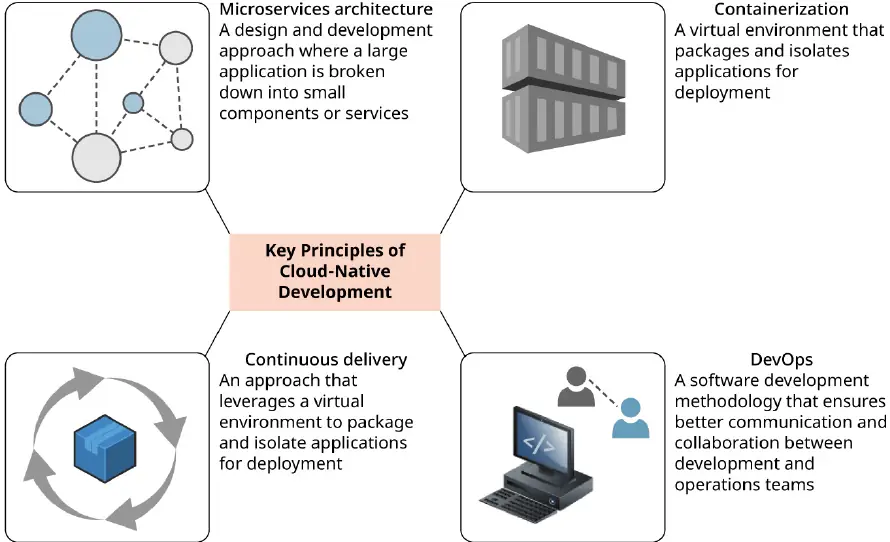 Microservices architecture
A design and development
approach where a large
application is broken
down into small
components or services
Containerization
A virtual environment that
packages and isolates
applications for
deployment
Key Principles of
Cloud-Native
Development
Continuous delivery
An approach that
leverages a virtual
environment to package
and isolate applications
for deployment
</>
DevOps
A software development
methodology that ensures
better communication and
collaboration between
development and
operations teams